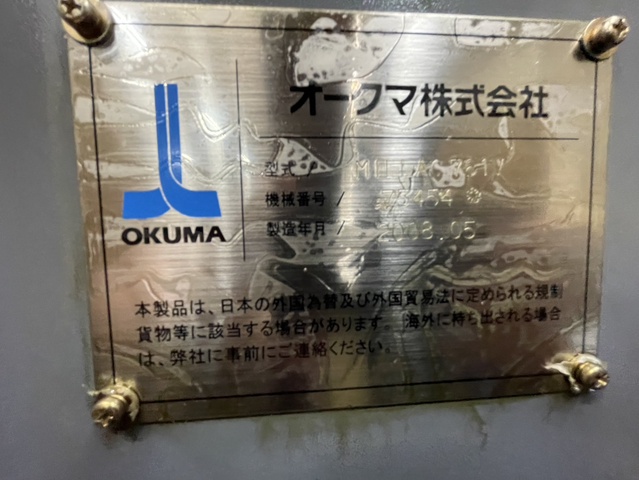 オークマ株式会社
型式 /
機械番号 /
製造年月 / 2008.05
OKUMA
本製品は、日本の外国為替及び外国貿易法に定められる規制
貨物等に該当する場合があります。海外に持ち出される場合
は、弊社に事前にご連絡ください。